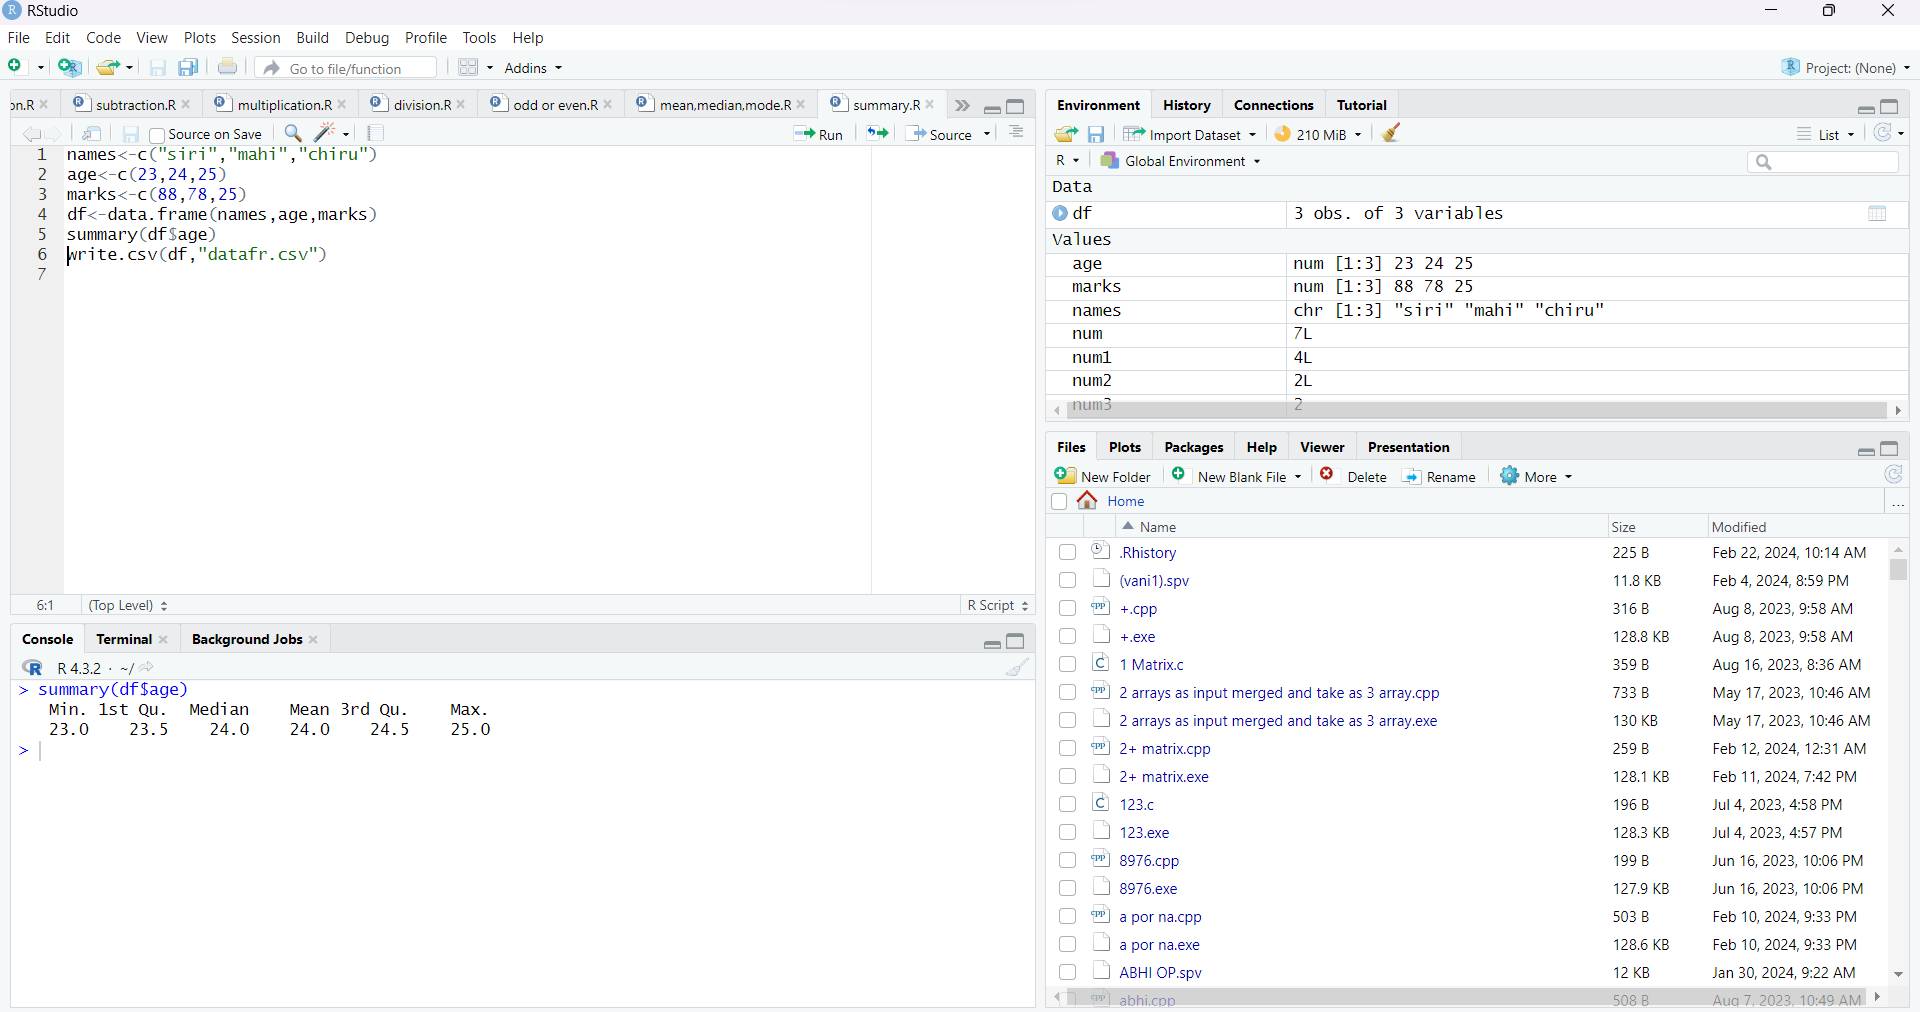 RStudio
File Edit Code View Plots Session Build Debug Profile Tools Help
Go to file/function Addins Project: (None)
on.R subtraction.R multiplication.R division.R odd or even.R mean,median,mode.R summary.R
Source on Save Run Source
1 names<-c("siri","mahi","chiru")
2 age<-c(23,24,25)
3 marks<-c(88,78,25)
4 df<-data.frame(names,age,marks)
5 summary(df$age)
6 write.csv(df,"datafr.csv")
7
6:1 (Top Level) R Script
Console Terminal Background Jobs
R 4.3.2 · ~/
> summary(df$age)
Min. 1st Qu. Median Mean 3rd Qu. Max.
23.0 23.5 24.0 24.0 24.5 25.0
>
Environment History Connections Tutorial
Import Dataset 210 MiB List
R Global Environment
Data
df 3 obs. of 3 variables
Values
age num [1:3] 23 24 25
marks num [1:3] 88 78 25
names chr [1:3] "siri" "mahi" "chiru"
num 7L
num1 4L
num2 2L
num3 2
Files Plots Packages Help Viewer Presentation
New Folder New Blank File Delete Rename More
Home ...
Name Size Modified
.Rhistory 225 B Feb 22, 2024, 10:14 AM
(vani1).spv 11.8 KB Feb 4, 2024, 8:59 PM
+.cpp 316 B Aug 8, 2023, 9:58 AM
+.exe 128.8 KB Aug 8, 2023, 9:58 AM
1 Matrix.c 359 B Aug 16, 2023, 8:36 AM
2 arrays as input merged and take as 3 array.cpp 733 B May 17, 2023, 10:46 AM
2 arrays as input merged and take as 3 array.exe 130 KB May 17, 2023, 10:46 AM
2+ matrix.cpp 259 B Feb 12, 2024, 12:31 AM
2+ matrix.exe 128.1 KB Feb 11, 2024, 7:42 PM
123.c 196 B Jul 4, 2023, 4:58 PM
123.exe 128.3 KB Jul 4, 2023, 4:57 PM
8976.cpp 199 B Jun 16, 2023, 10:06 PM
8976.exe 127.9 KB Jun 16, 2023, 10:06 PM
a por na.cpp 503 B Feb 10, 2024, 9:33 PM
a por na.exe 128.6 KB Feb 10, 2024, 9:33 PM
ABHI OP.spv 12 KB Jan 30, 2024, 9:22 AM
abhi.cpp 508 B Aug 7, 2023, 10:49 AM